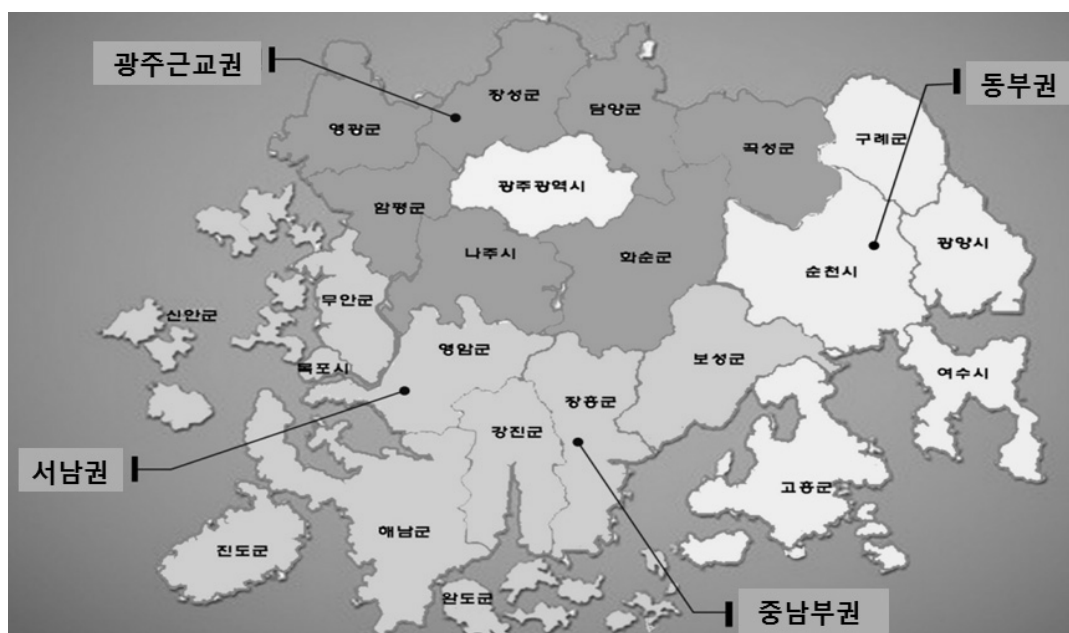 광주근교권
동부권
장성군
담양군
영광군
곡성군
구례군
광주광역시
함평군
나주시
화순군
순천시
광양시
무안군
신안군
영암군
보성군
목포시
여수시
장흥군
강진군
서남권
고흥군
해남군
진도군
완도군
중남부권